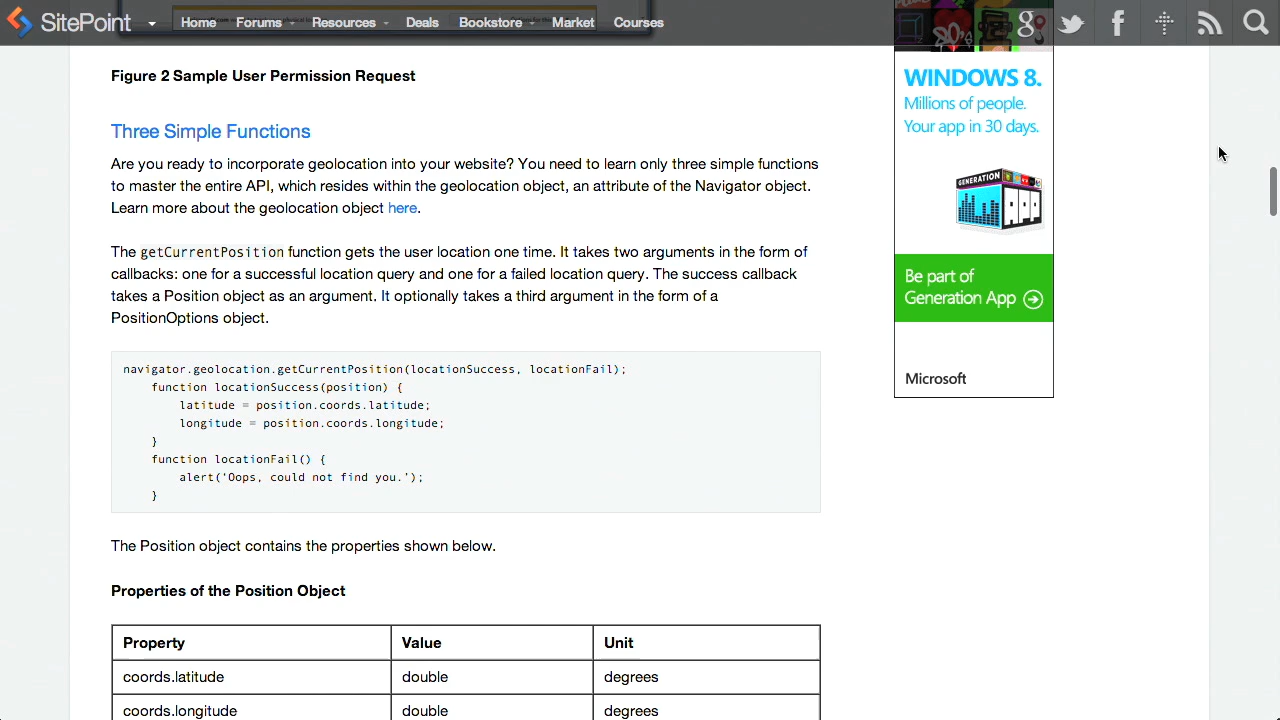 SitePoint Home Forums Resources Deals Bookstore Market Courses
Figure 2 Sample User Permission Request
Three Simple Functions
Are you ready to incorporate geolocation into your website? You need to learn only three simple functions
to master the entire API, which resides within the geolocation object, an attribute of the Navigator object.
Learn more about the geolocation object here.
The getCurrentPosition function gets the user location one time. It takes two arguments in the form of
callbacks: one for a successful location query and one for a failed location query. The success callback
takes a Position object as an argument. It optionally takes a third argument in the form of a
PositionOptions object.
navigator.geolocation.getCurrentPosition(locationSuccess, locationFail);
function locationSuccess(position) {
latitude = position.coords.latitude;
longitude = position.coords.longitude;
}
function locationFail() {
alert('Oops, could not find you.');
}
The Position object contains the properties shown below.
Properties of the Position Object
Property Value Unit
coords.latitude double degrees
coords.longitude double degrees
WINDOWS 8.
Millions of people.
Your app in 30 days.
GENERATION
APP
Be part of
Generation App
Microsoft